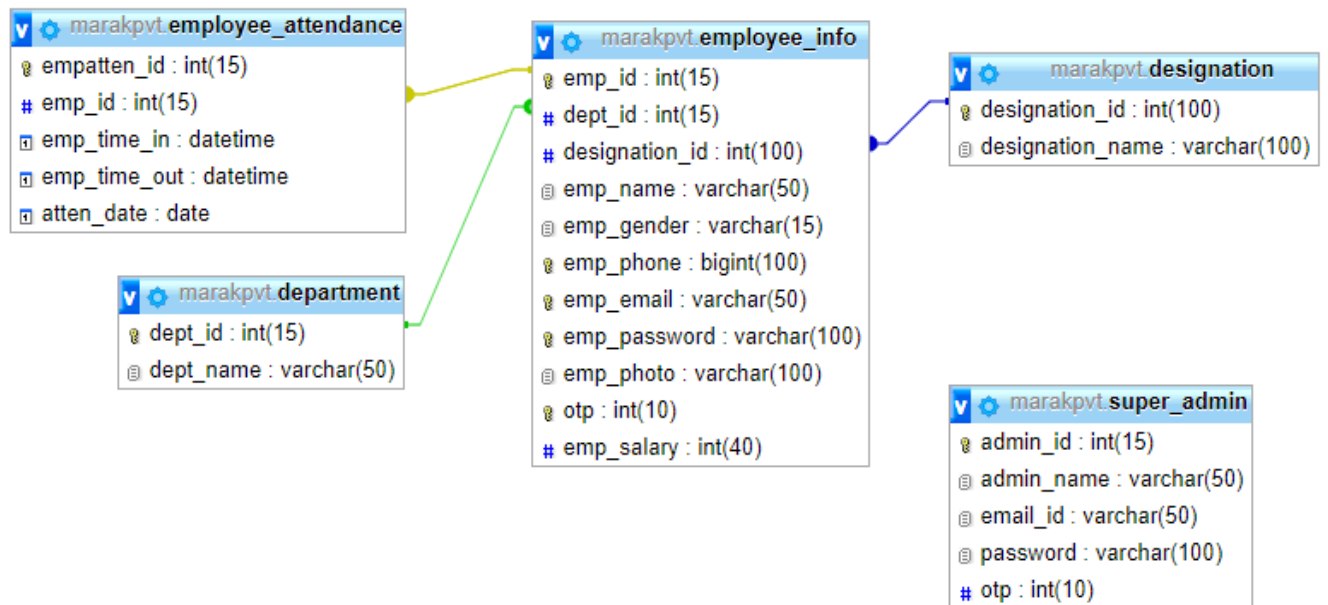 marakpvt.employee_attendance
empatten_id : int(15)
# emp_id : int(15)
emp_time_in : datetime
emp_time_out : datetime
atten_date : date
marakpvt.department
dept_id : int(15)
dept_name : varchar(50)
marakpvt.employee_info
emp_id : int(15)
# dept_id : int(15)
# designation_id : int(100)
emp_name : varchar(50)
emp_gender : varchar(15)
emp_phone : bigint(100)
emp_email : varchar(50)
emp_password : varchar(100)
emp_photo : varchar(100)
otp : int(10)
# emp_salary : int(40)
marakpvt.designation
designation_id : int(100)
designation_name : varchar(100)
marakpvt.super_admin
admin_id : int(15)
admin_name : varchar(50)
email_id : varchar(50)
password : varchar(100)
# otp : int(10)